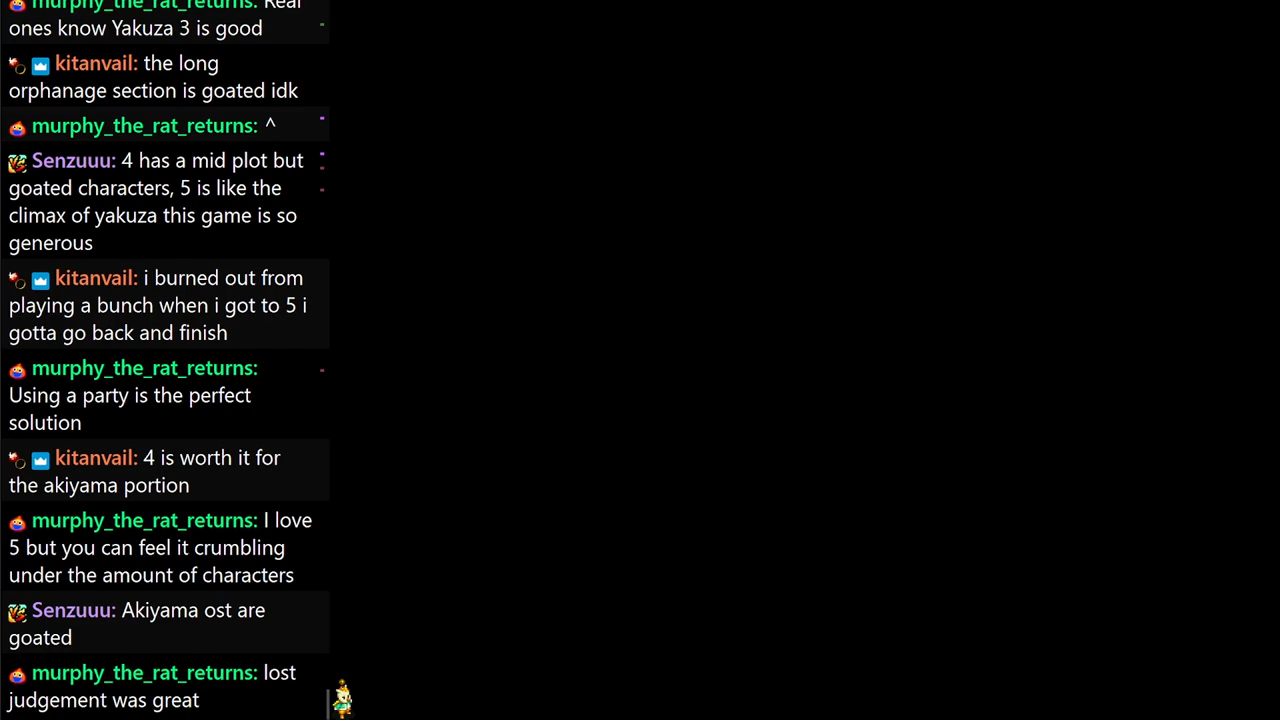 murphy_the_rat_returns: Real
ones know Yakuza 3 is good
kitanvail: the long
orphanage section is goated idk
murphy_the_rat_returns: ^
Senzuuu: 4 has a mid plot but
goated characters, 5 is like the
climax of yakuza this game is so
generous
kitanvail: i burned out from
playing a bunch when i got to 5 i
gotta go back and finish
murphy_the_rat_returns:
Using a party is the perfect
solution
kitanvail: 4 is worth it for
the akiyama portion
murphy_the_rat_returns: I love
5 but you can feel it crumbling
under the amount of characters
Senzuuu: Akiyama ost are
goated
murphy_the_rat_returns: lost
judgement was great